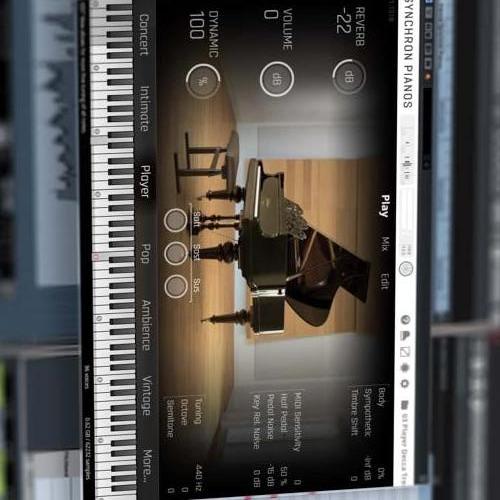 SYNCHRON PIANOS
Play
Mix
Edit
REVERB
-22
dB
VOLUME
0
dB
DYNAMIC
100
%
Body
0%
Sympathetic
-inf dB
Timbre Shift
0
MIDI Sensitivity
0
Half Pedal
50 %
Pedal Noise
-15 dB
Key Rel. Noise
0 dB
Tuning
440 Hz
Octave
0
Semitone
0
Soft
Sost
Sus
Concert
Intimate
Player
Pop
Ambience
Vintage
More...